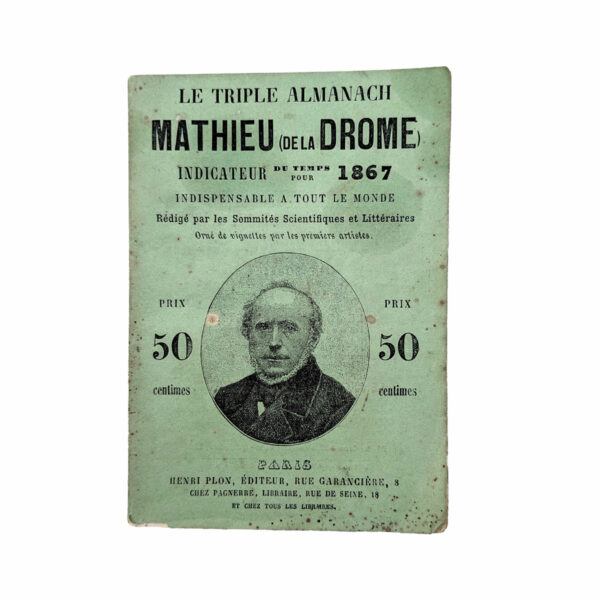 LE TRIPLE ALMANACH
MATHIEU (DE LA DROME)
INDICATEUR DU TEMPS POUR 1867
INDISPENSABLE A TOUT LE MONDE
Rédigé par les Sommités Scientifiques et Littéraires
Orné de vignettes par les premiers artistes.
PRIX
50
centimes
PRIX
50
centimes
PARIS
HENRI PLON, ÉDITEUR, RUE GARANCIÈRE, 8
CHEZ PAGNERRE, LIBRAIRE, RUE DE SEINE, 18
ET CHEZ TOUS LES LIBRAIRES.